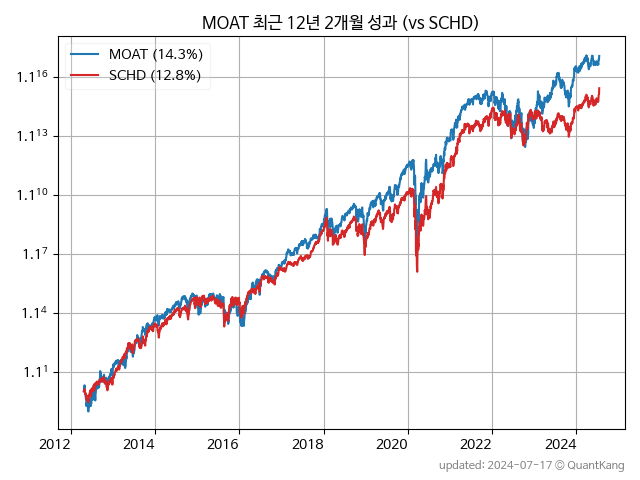 MOAT 최근 12년 2개월 성과 (vs SCHD)
MOAT (14.3%)
SCHD (12.8%)
1.1¹⁶
1.1¹³
1.1¹⁰
1.1⁷
1.1⁴
1.1¹
2012 2014 2016 2018 2020 2022 2024
updated: 2024-07-17 © QuantKang